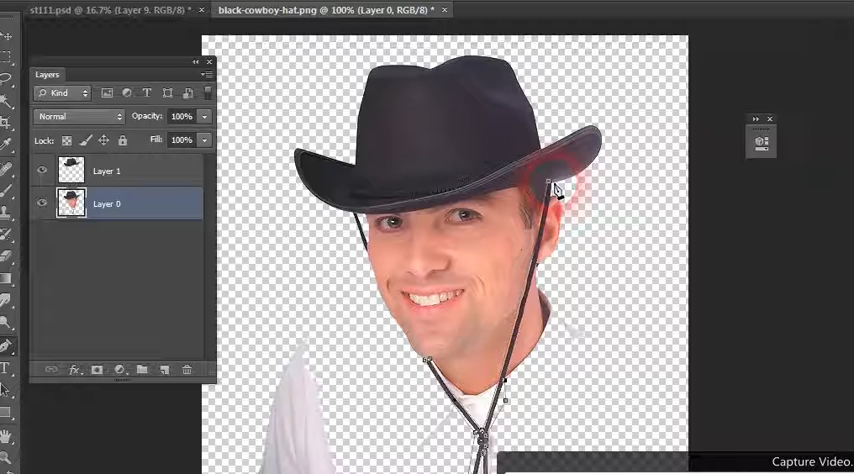 st111.psd @ 16.7% (Layer 9, RGB/8) *
black-cowboy-hat.png @ 100% (Layer 0, RGB/8) *
Layers
Kind
T
Normal
Opacity: 100%
Lock:
Fill: 100%
Layer 1
Layer 0
fx
T
Capture Video